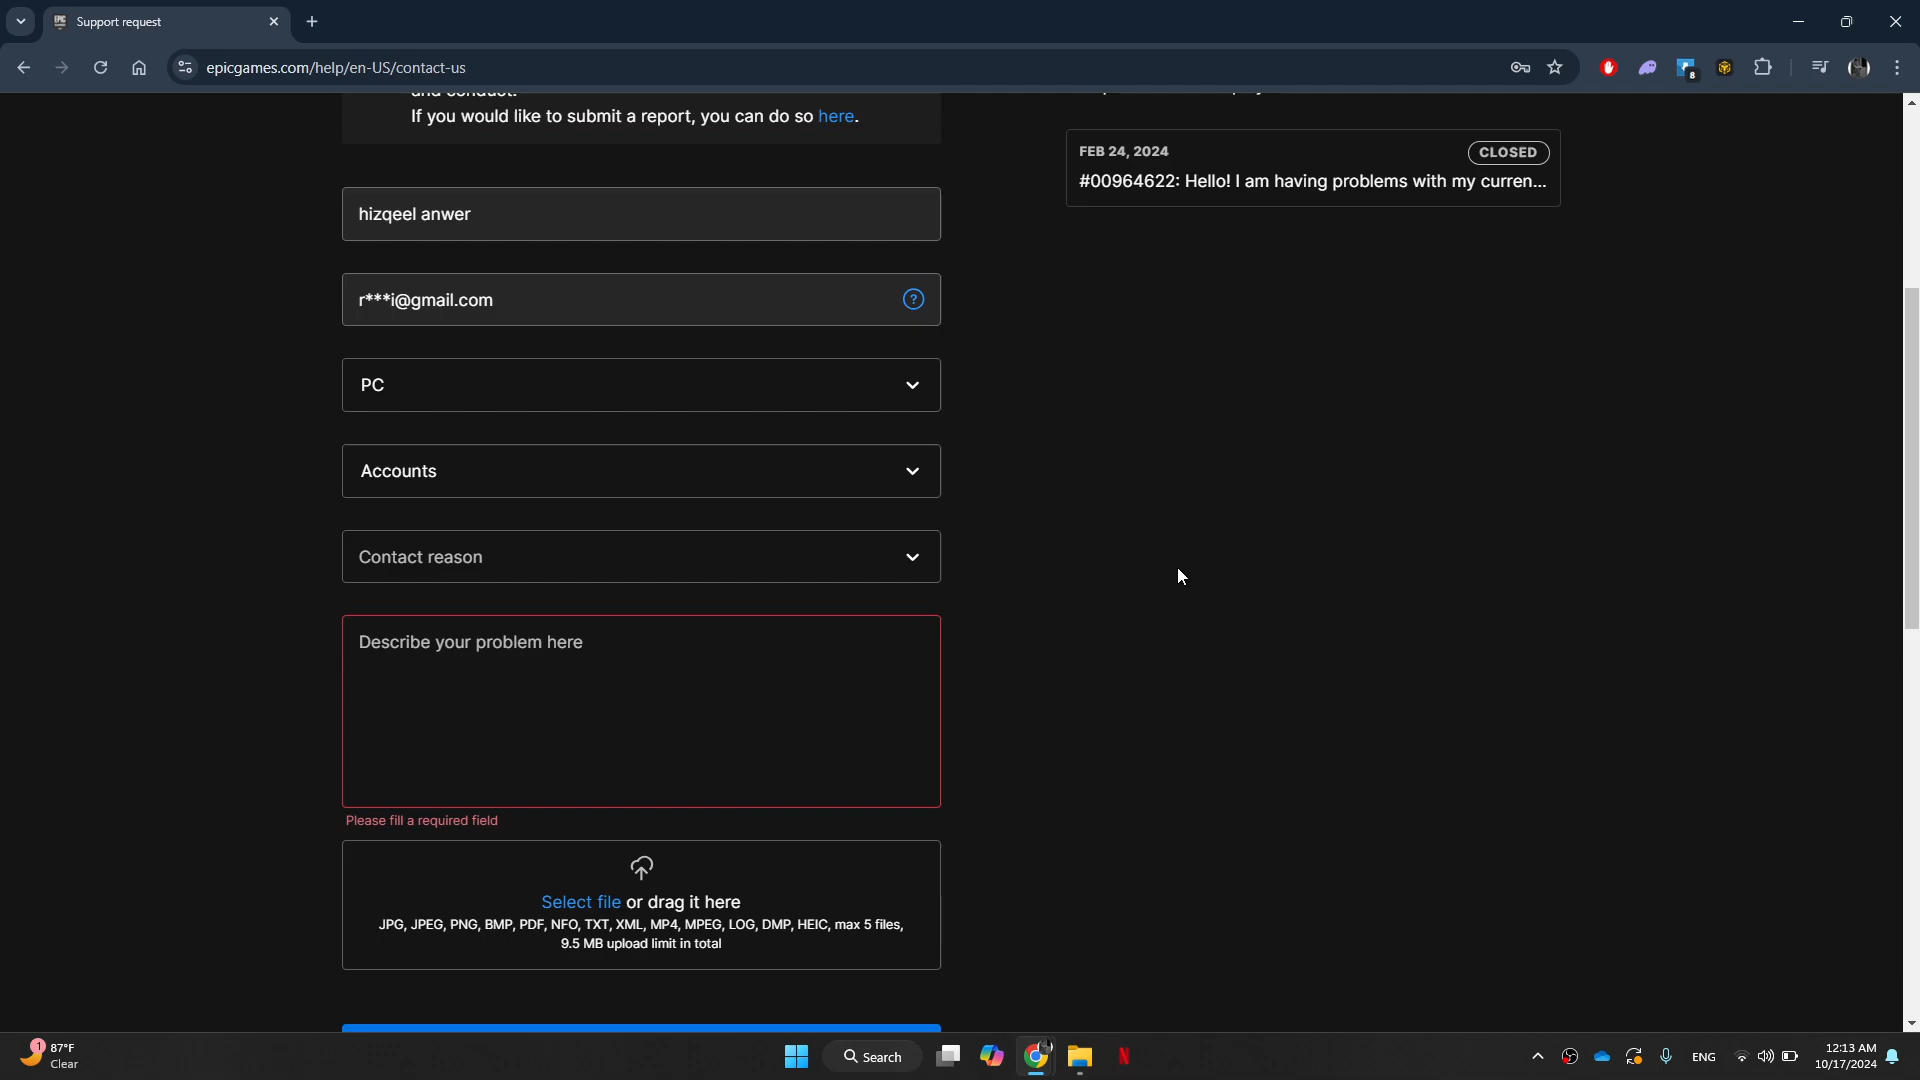 Support request
epicgames.com/help/en-US/contact-us
8
If you would like to submit a report, you can do so here.
FEB 24, 2024
CLOSED
#00964622: Hello! I am having problems with my curren...
hizqeel anwer
r***i@gmail.com
?
PC
Accounts
Contact reason
Describe your problem here
Please fill a required field
Select file or drag it here
JPG, JPEG, PNG, BMP, PDF, NFO, TXT, XML, MP4, MPEG, LOG, DMP, HEIC, max 5 files,
9.5 MB upload limit in total
1
87°F
Clear
Search
N
ENG
12:13 AM
10/17/2024